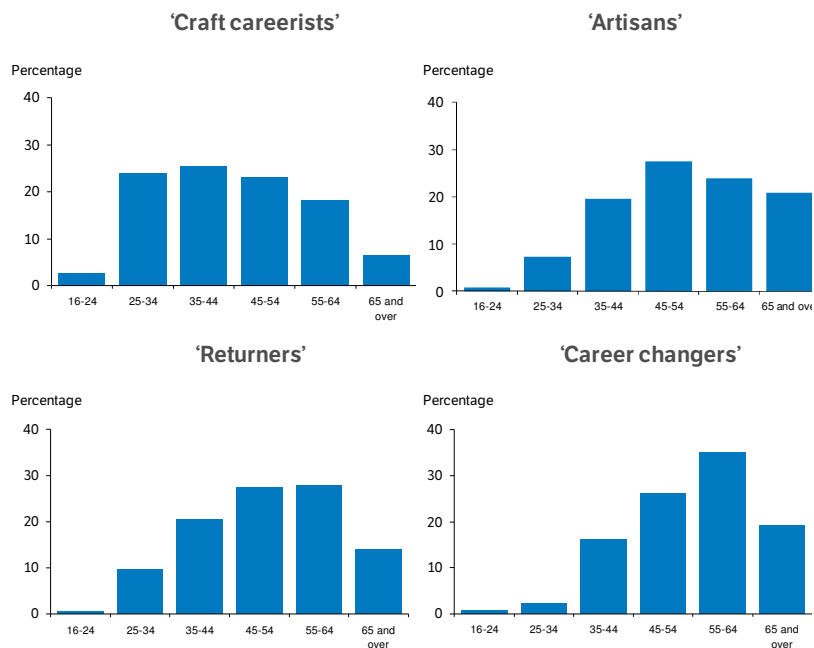 ‘Craft careerists’
Percentage
40
30
20
10
0
16-24 25-34 35-44 45-54 55-64 65 and
over
‘Artisans’
Percentage
40
30
20
10
0
16-24 25-34 35-44 45-54 55-64 65 and ove
‘Returners’
Percentage
40
30
20
10
0
16-24 25-34 35-44 45-54 55-64 65 and
over
‘Career changers’
Percentage
40
30
20
10
0
16-24 25-34 35-44 45-54 55-64 65 and
over